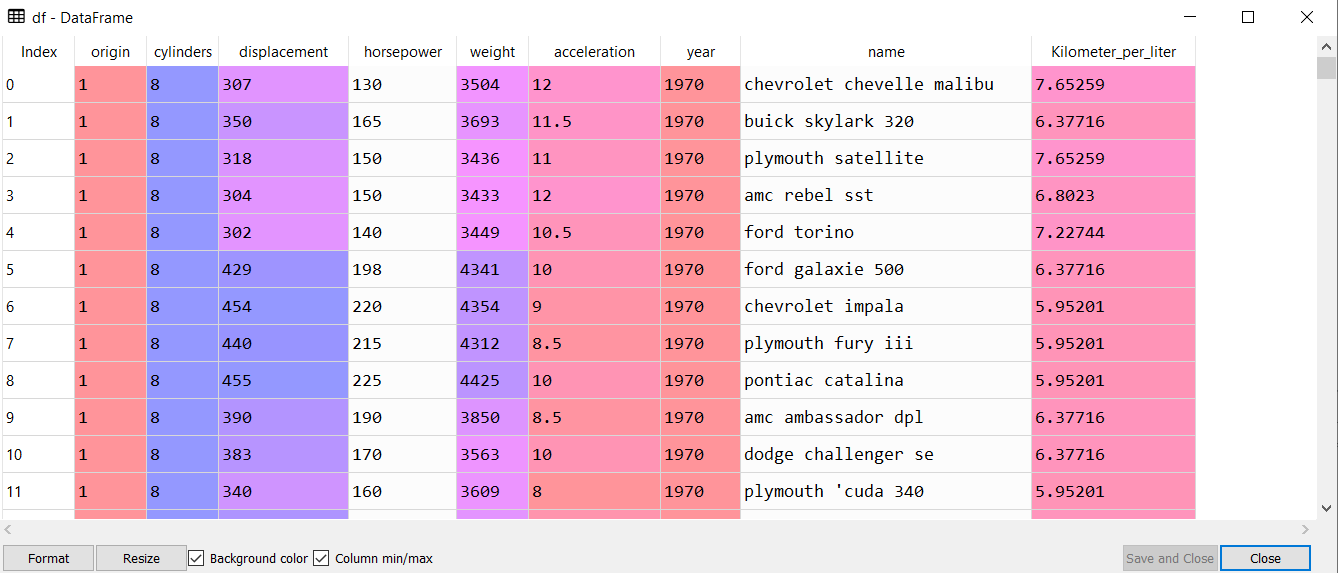 df - DataFrame
Index origin cylinders displacement horsepower weight acceleration year name Kilometer_per_liter
0 1 8 307 130 3504 12 1970 chevrolet chevelle malibu 7.65259
1 1 8 350 165 3693 11.5 1970 buick skylark 320 6.37716
2 1 8 318 150 3436 11 1970 plymouth satellite 7.65259
3 1 8 304 150 3433 12 1970 amc rebel sst 6.8023
4 1 8 302 140 3449 10.5 1970 ford torino 7.22744
5 1 8 429 198 4341 10 1970 ford galaxie 500 6.37716
6 1 8 454 220 4354 9 1970 chevrolet impala 5.95201
7 1 8 440 215 4312 8.5 1970 plymouth fury iii 5.95201
8 1 8 455 225 4425 10 1970 pontiac catalina 5.95201
9 1 8 390 190 3850 8.5 1970 amc ambassador dpl 6.37716
10 1 8 383 170 3563 10 1970 dodge challenger se 6.37716
11 1 8 340 160 3609 8 1970 plymouth 'cuda 340 5.95201
Format Resize Background color Column min/max Save and Close Close